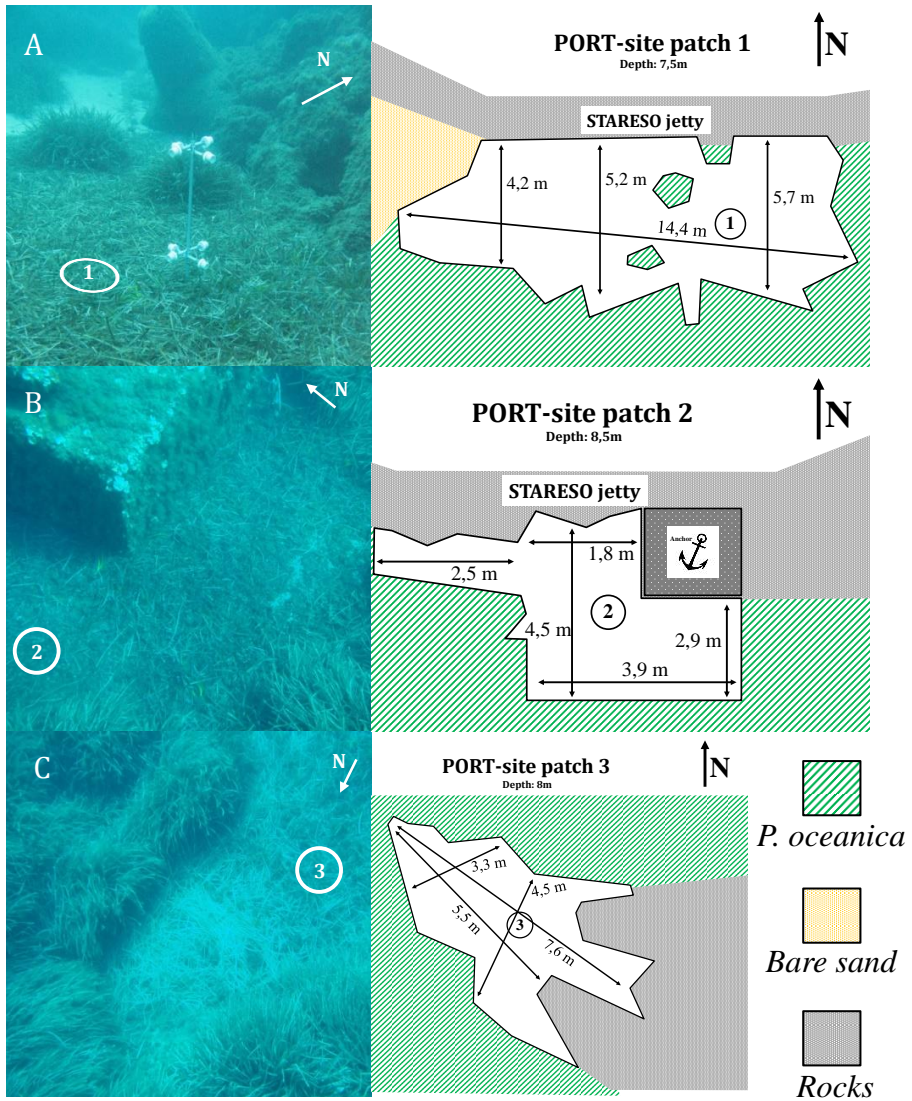 A
N
1
PORT-site patch 1
Depth: 7,5m
N
STARESO jetty
4,2 m
5,2 m
5,7 m
14,4 m
1
B
N
2
PORT-site patch 2
Depth: 8,5m
N
STARESO jetty
Anchor
1,8 m
2,5 m
2
4,5 m
2,9 m
3,9 m
C
N
3
PORT-site patch 3
Depth: 8m
N
3,3 m
4,5 m
5,5 m
3
7,6 m
P. oceanica
Bare sand
Rocks